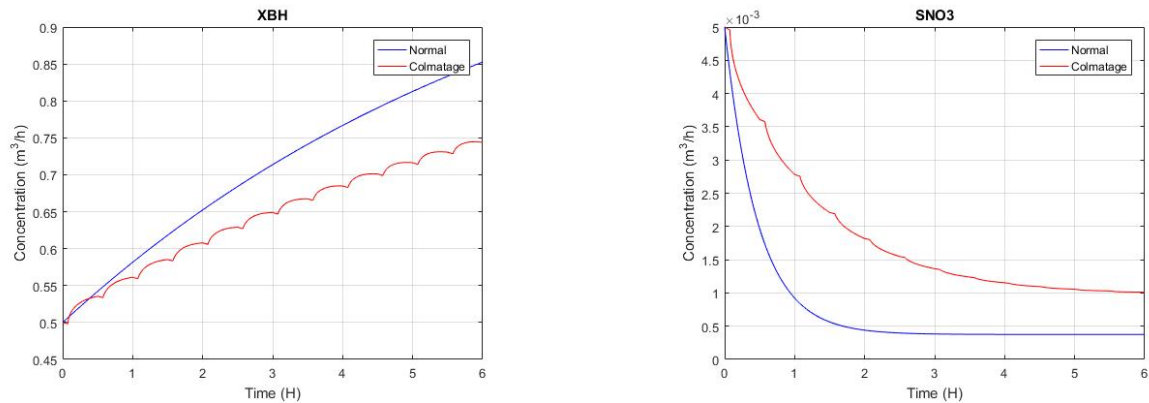 XBH
Normal
Colmatage
0.9
0.85
0.8
0.75
0.7
0.65
0.6
0.55
0.5
0.45
Concentration (m³/h)
0 1 2 3 4 5 6
Time (H)
SNO3
×10⁻³
Normal
Colmatage
5
4.5
4
3.5
3
2.5
2
1.5
1
0.5
0
Concentration (m³/h)
0 1 2 3 4 5 6
Time (H)